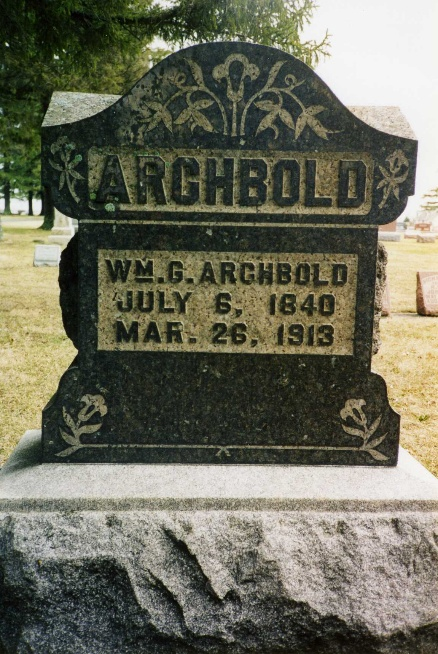 ARCHBOLD
WM. G. ARCHBOLD
JULY 6, 1840
MAR. 26, 1913